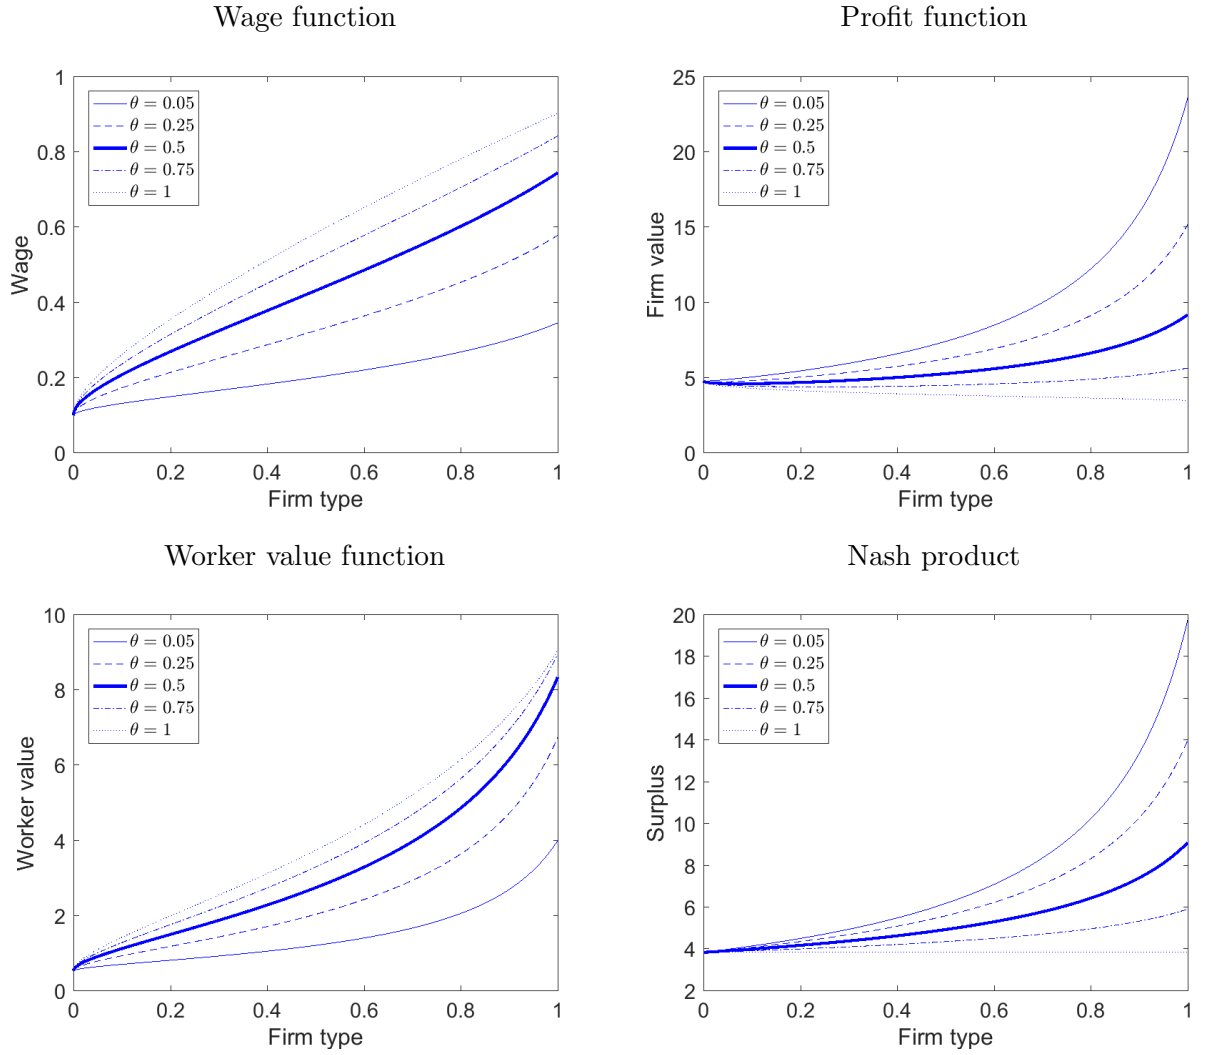 Wage function
1
0.8
0.6
0.4
0.2
0
0
0.2
0.4
0.6
0.8
1
Wage
Firm type
θ = 0.05
θ = 0.25
θ = 0.5
θ = 0.75
θ = 1
Profit function
25
20
15
10
5
0
0
0.2
0.4
0.6
0.8
1
Firm value
Firm type
θ = 0.05
θ = 0.25
θ = 0.5
θ = 0.75
θ = 1
Worker value function
10
8
6
4
2
0
0
0.2
0.4
0.6
0.8
1
Worker value
Firm type
θ = 0.05
θ = 0.25
θ = 0.5
θ = 0.75
θ = 1
Nash product
20
18
16
14
12
10
8
6
4
2
0
0.2
0.4
0.6
0.8
1
Surplus
Firm type
θ = 0.05
θ = 0.25
θ = 0.5
θ = 0.75
θ = 1